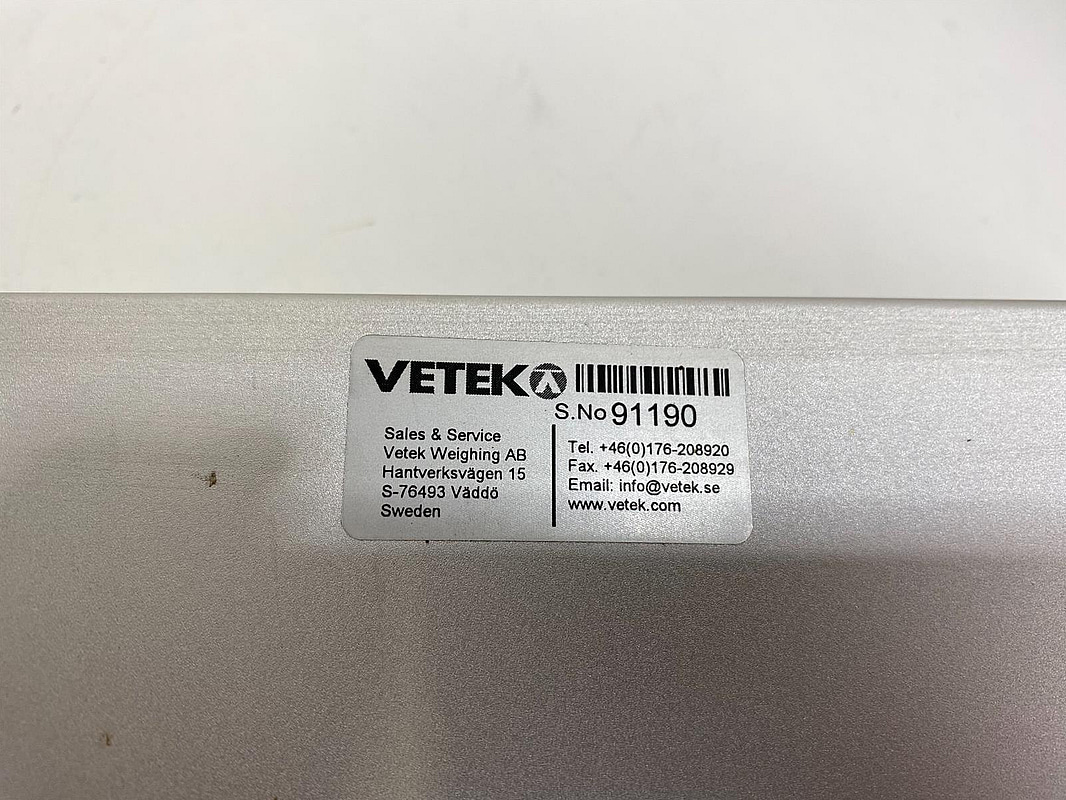 VETEK
S.No 91190
Sales & Service
Vetek Weighing AB
Hantverksvägen 15
S-76493 Väddö
Sweden
Tel. +46(0)176-208920
Fax. +46(0)176-208929
Email: info@vetek.se
www.vetek.com